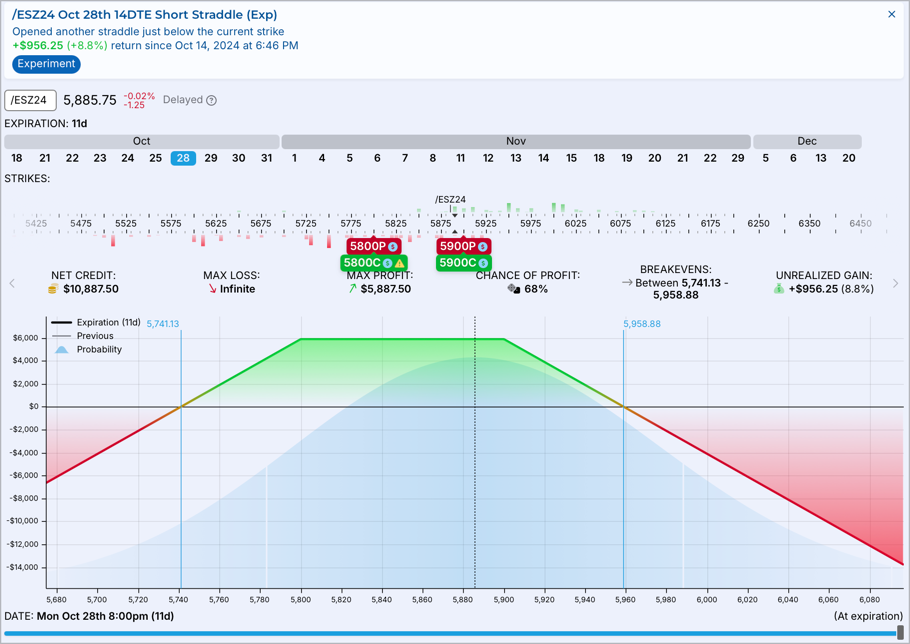 /ESZ24 Oct 28th 14DTE Short Straddle (Exp)
Opened another straddle just below the current strike
+$956.25 (+8.8%) return since Oct 14, 2024 at 6:46 PM
Experiment
/ESZ24 5,885.75 -0.02% -1.25 Delayed
EXPIRATION: 11d
Oct Nov Dec
18 21 22 23 24 25 28 29 30 31 1 4 5 6 7 8 11 12 13 14 15 18 19 20 21 22 29 5 6 13 20
STRIKES:
/ESZ24
5425 5475 5525 5575 5625 5675 5725 5775 5825 5875 5925 5975 6025 6075 6125 6175 6250 6350 6450
5800P 5900P
5800C 5900C
NET CREDIT: MAX LOSS: MAX PROFIT: CHANCE OF PROFIT: BREAKEVENS: UNREALIZED GAIN:
$10,887.50 Infinite $5,887.50 68% Between 5,741.13 - 5,958.88 +$956.25 (8.8%)
Expiration (11d) 5,741.13 5,958.88
Previous
Probability
$6,000
$4,000
$2,000
$0
-$2,000
-$4,000
-$6,000
-$8,000
-$10,000
-$12,000
-$14,000
5,680 5,700 5,720 5,740 5,760 5,780 5,800 5,820 5,840 5,860 5,880 5,900 5,920 5,940 5,960 5,980 6,000 6,020 6,040 6,060 6,080
DATE: Mon Oct 28th 8:00pm (11d) (At expiration)